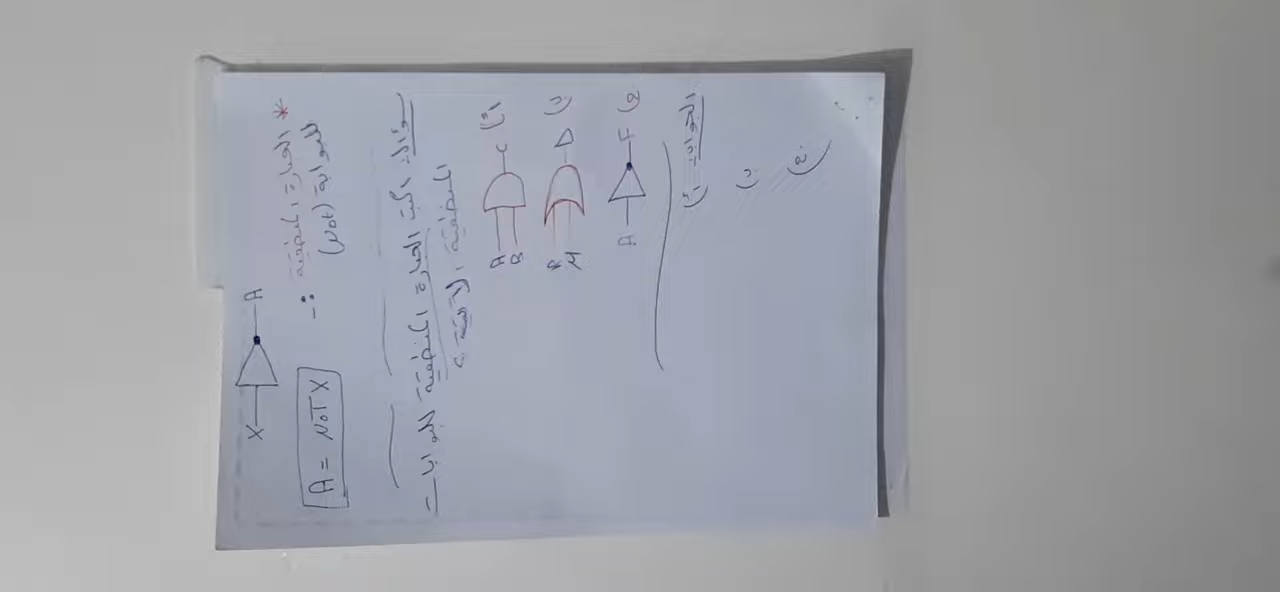 * العبارة المنطقية
للبوابة (NOT) :-
X A
A = NOT X
سؤال: اكتب العبارة المنطقية للبوابات
المنطقية الآتية؟
أ) A B C
ب) D
ج) A F
الجواب:
أ)
ب)
ج)